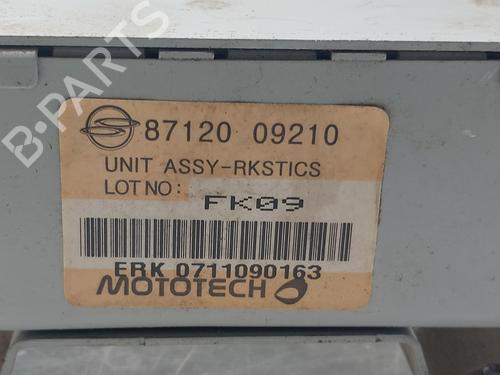 B-PARTS
87120 09210
UNIT ASSY-RKSTICS
LOT NO:
FK09
ERK 0711090163
MOTOTECH